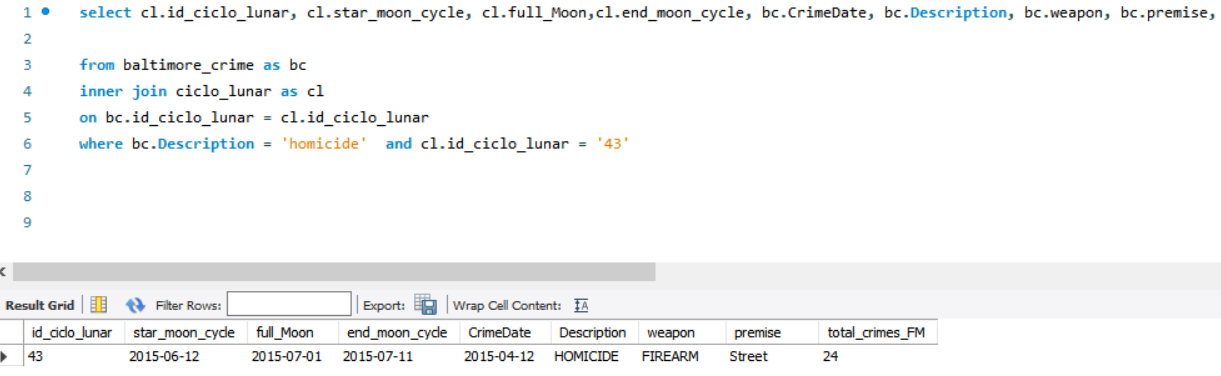 1 select cl.id_ciclo_lunar, cl.star_moon_cycle, cl.full_Moon,cl.end_moon_cycle, bc.CrimeDate, bc.Description, bc.weapon, bc.premise,
2
3 from baltimore_crime as bc
4 inner join ciclo_lunar as cl
5 on bc.id_ciclo_lunar = cl.id_ciclo_lunar
6 where bc.Description = 'homicide'  and cl.id_ciclo_lunar = '43'
7
8
9
Result Grid Filter Rows: Export: Wrap Cell Content:
id_ciclo_lunar star_moon_cycle full_Moon end_moon_cycle CrimeDate Description weapon premise total_crimes_FM
43 2015-06-12 2015-07-01 2015-07-11 2015-04-12 HOMICIDE FIREARM Street 24